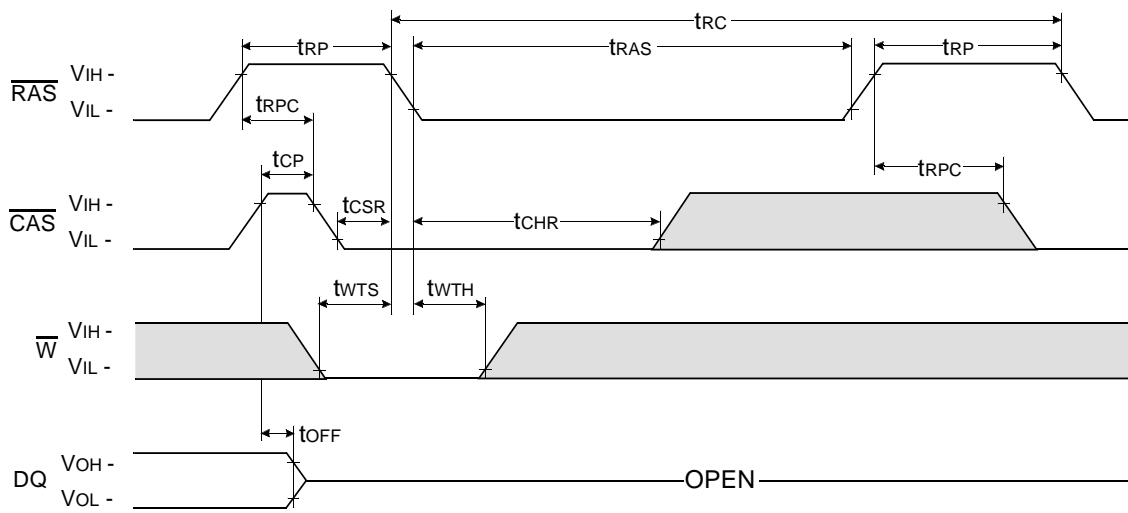 tRC
tRP tRAS tRP
RAS VIH -
VIL -
tRPC
tCP tRPC
CAS VIH -
VIL -
tCSR tCHR
tWTS tWTH
W VIH -
VIL -
tOFF
DQ VOH -
VOL -
OPEN